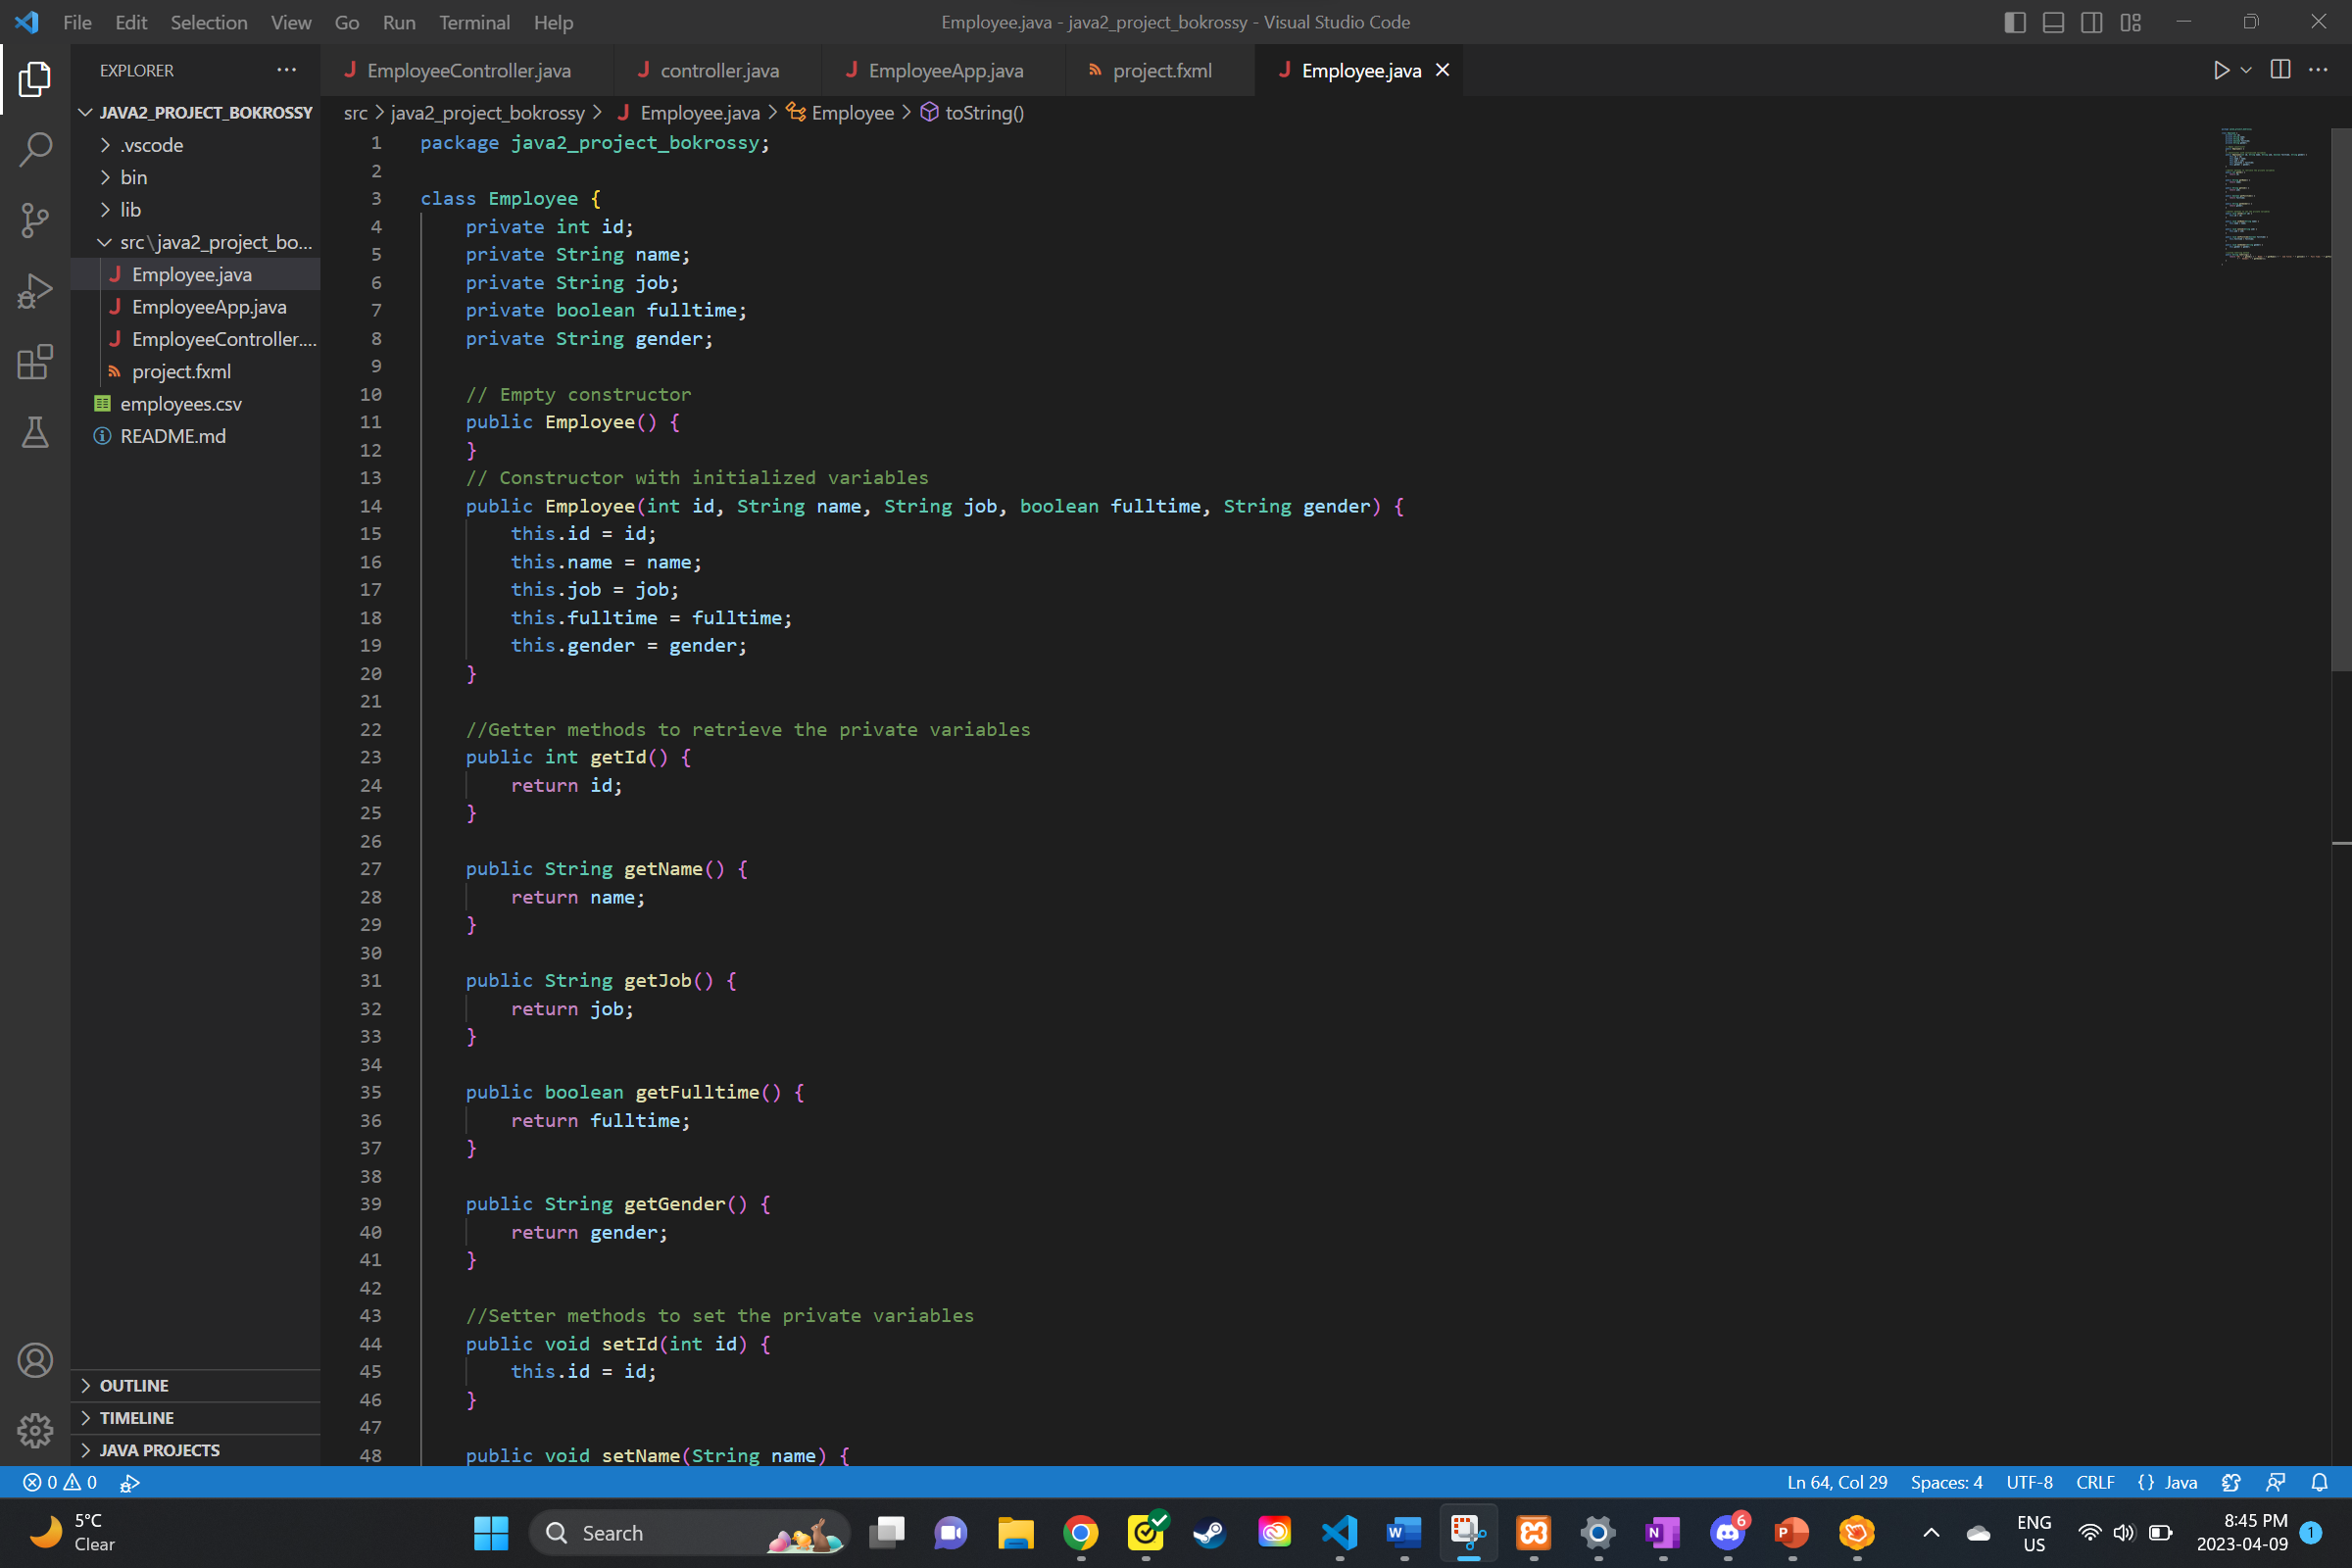 File Edit Selection View Go Run Terminal Help
Employee.java - java2_project_bokrossy - Visual Studio Code
EXPLORER
JAVA2_PROJECT_BOKROSSY
.vscode
bin
lib
src\java2_project_bo...
Employee.java
EmployeeApp.java
EmployeeController....
project.fxml
employees.csv
README.md
OUTLINE
TIMELINE
JAVA PROJECTS
EmployeeController.java controller.java EmployeeApp.java project.fxml Employee.java
src > java2_project_bokrossy > Employee.java > Employee > toString()
1 package java2_project_bokrossy;
2
3 class Employee {
4 private int id;
5 private String name;
6 private String job;
7 private boolean fulltime;
8 private String gender;
9
10 // Empty constructor
11 public Employee() {
12 }
13 // Constructor with initialized variables
14 public Employee(int id, String name, String job, boolean fulltime, String gender) {
15 this.id = id;
16 this.name = name;
17 this.job = job;
18 this.fulltime = fulltime;
19 this.gender = gender;
20 }
21
22 //Getter methods to retrieve the private variables
23 public int getId() {
24 return id;
25 }
26
27 public String getName() {
28 return name;
29 }
30
31 public String getJob() {
32 return job;
33 }
34
35 public boolean getFulltime() {
36 return fulltime;
37 }
38
39 public String getGender() {
40 return gender;
41 }
42
43 //Setter methods to set the private variables
44 public void setId(int id) {
45 this.id = id;
46 }
47
48 public void setName(String name) {
0 0
Ln 64, Col 29 Spaces: 4 UTF-8 CRLF {} Java
5°C
Clear
Search
6
ENG
US
8:45 PM
2023-04-09
1